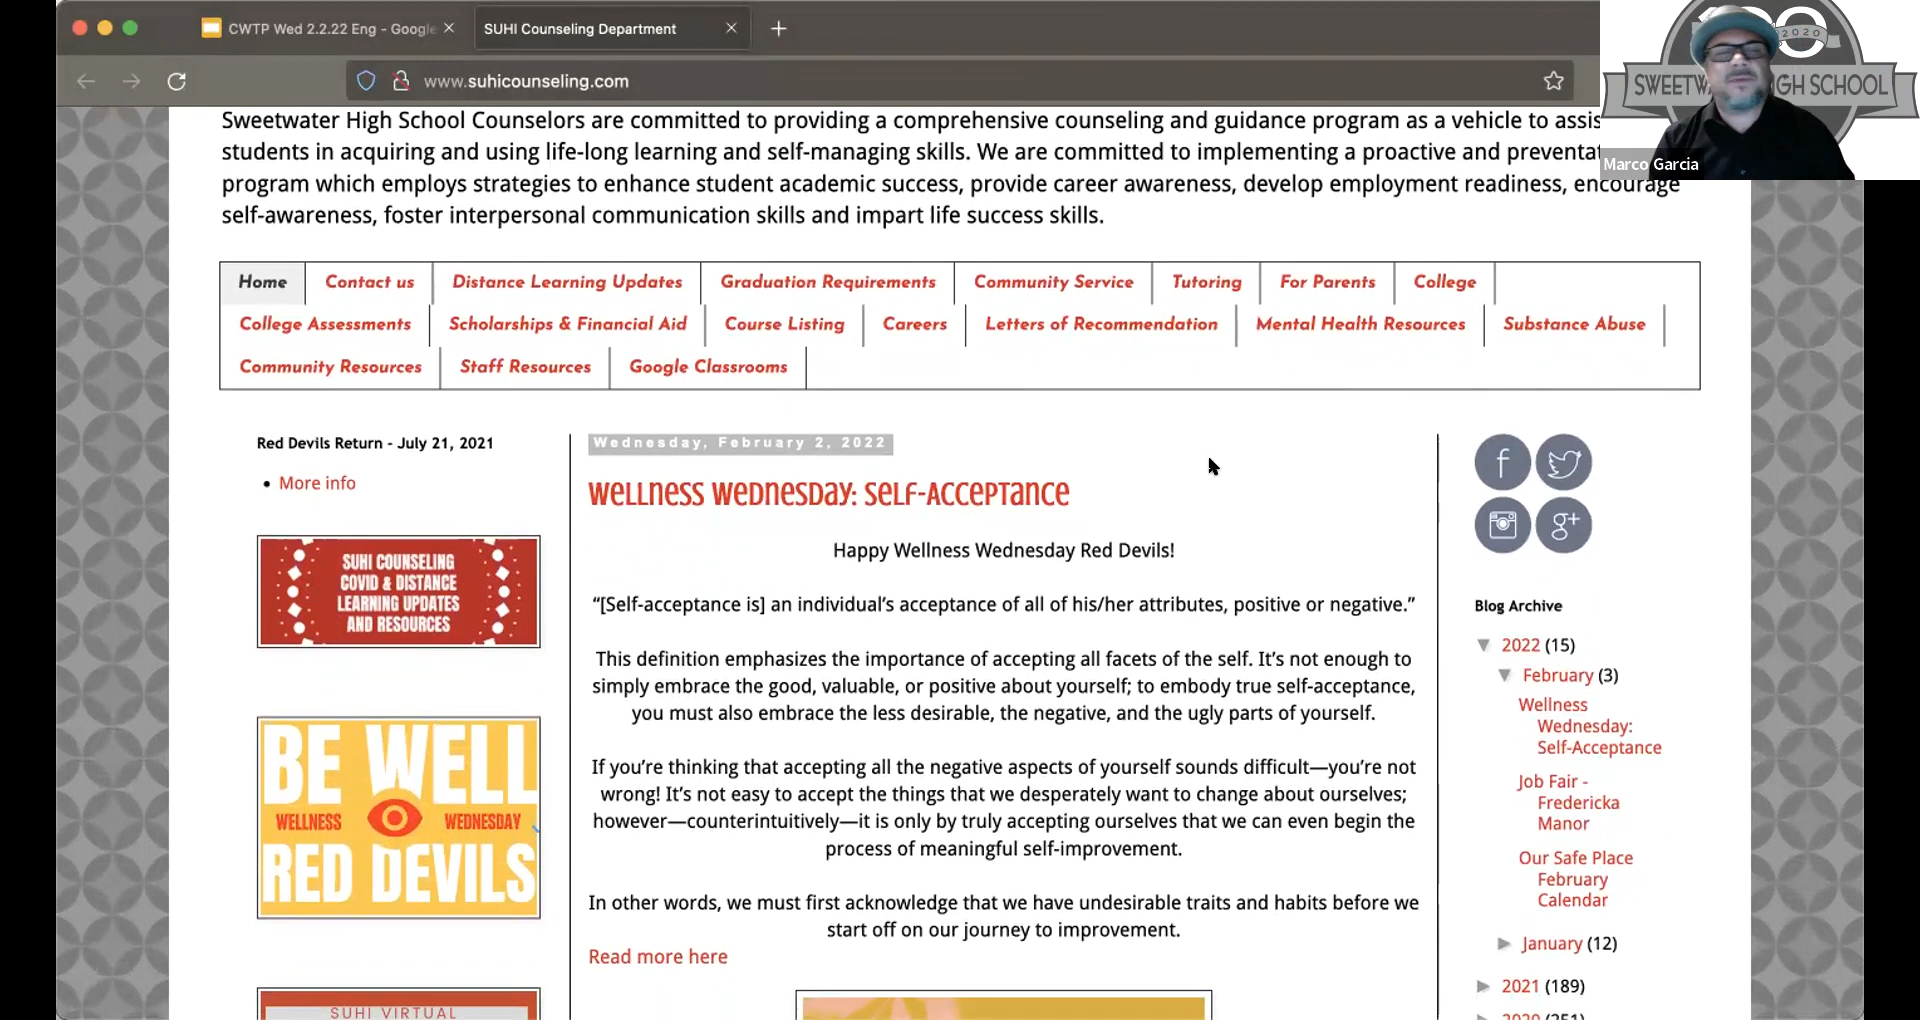 CWTP Wed 2.2.22 Eng - Google
SUHI Counseling Department
www.suhicounseling.com
2020
SWEETW GH SCHOOL
Marco Garcia
Sweetwater High School Counselors are committed to providing a comprehensive counseling and guidance program as a vehicle to assis
students in acquiring and using life-long learning and self-managing skills. We are committed to implementing a proactive and preventat
program which employs strategies to enhance student academic success, provide career awareness, develop employment readiness, encourage
self-awareness, foster interpersonal communication skills and impart life success skills.
Home Contact us Distance Learning Updates Graduation Requirements Community Service Tutoring For Parents College
College Assessments Scholarships & Financial Aid Course Listing Careers Letters of Recommendation Mental Health Resources Substance Abuse
Community Resources Staff Resources Google Classrooms
Red Devils Return - July 21, 2021
• More info
SUHI COUNSELING
COVID & DISTANCE
LEARNING UPDATES
AND RESOURCES
BE WELL
WELLNESS WEDNESDAY
RED DEVILS
SUHI VIRTUAL
Wednesday, February 2, 2022
Wellness Wednesday: Self-Acceptance
Happy Wellness Wednesday Red Devils!
“[Self-acceptance is] an individual’s acceptance of all of his/her attributes, positive or negative.”
This definition emphasizes the importance of accepting all facets of the self. It’s not enough to
simply embrace the good, valuable, or positive about yourself; to embody true self-acceptance,
you must also embrace the less desirable, the negative, and the ugly parts of yourself.
If you’re thinking that accepting all the negative aspects of yourself sounds difficult—you’re not
wrong! It’s not easy to accept the things that we desperately want to change about ourselves;
however—counterintuitively—it is only by truly accepting ourselves that we can even begin the
process of meaningful self-improvement.
In other words, we must first acknowledge that we have undesirable traits and habits before we
start off on our journey to improvement.
Read more here
Blog Archive
▼ 2022 (15)
▼ February (3)
Wellness
Wednesday:
Self-Acceptance
Job Fair -
Fredericka
Manor
Our Safe Place
February
Calendar
► January (12)
► 2021 (189)